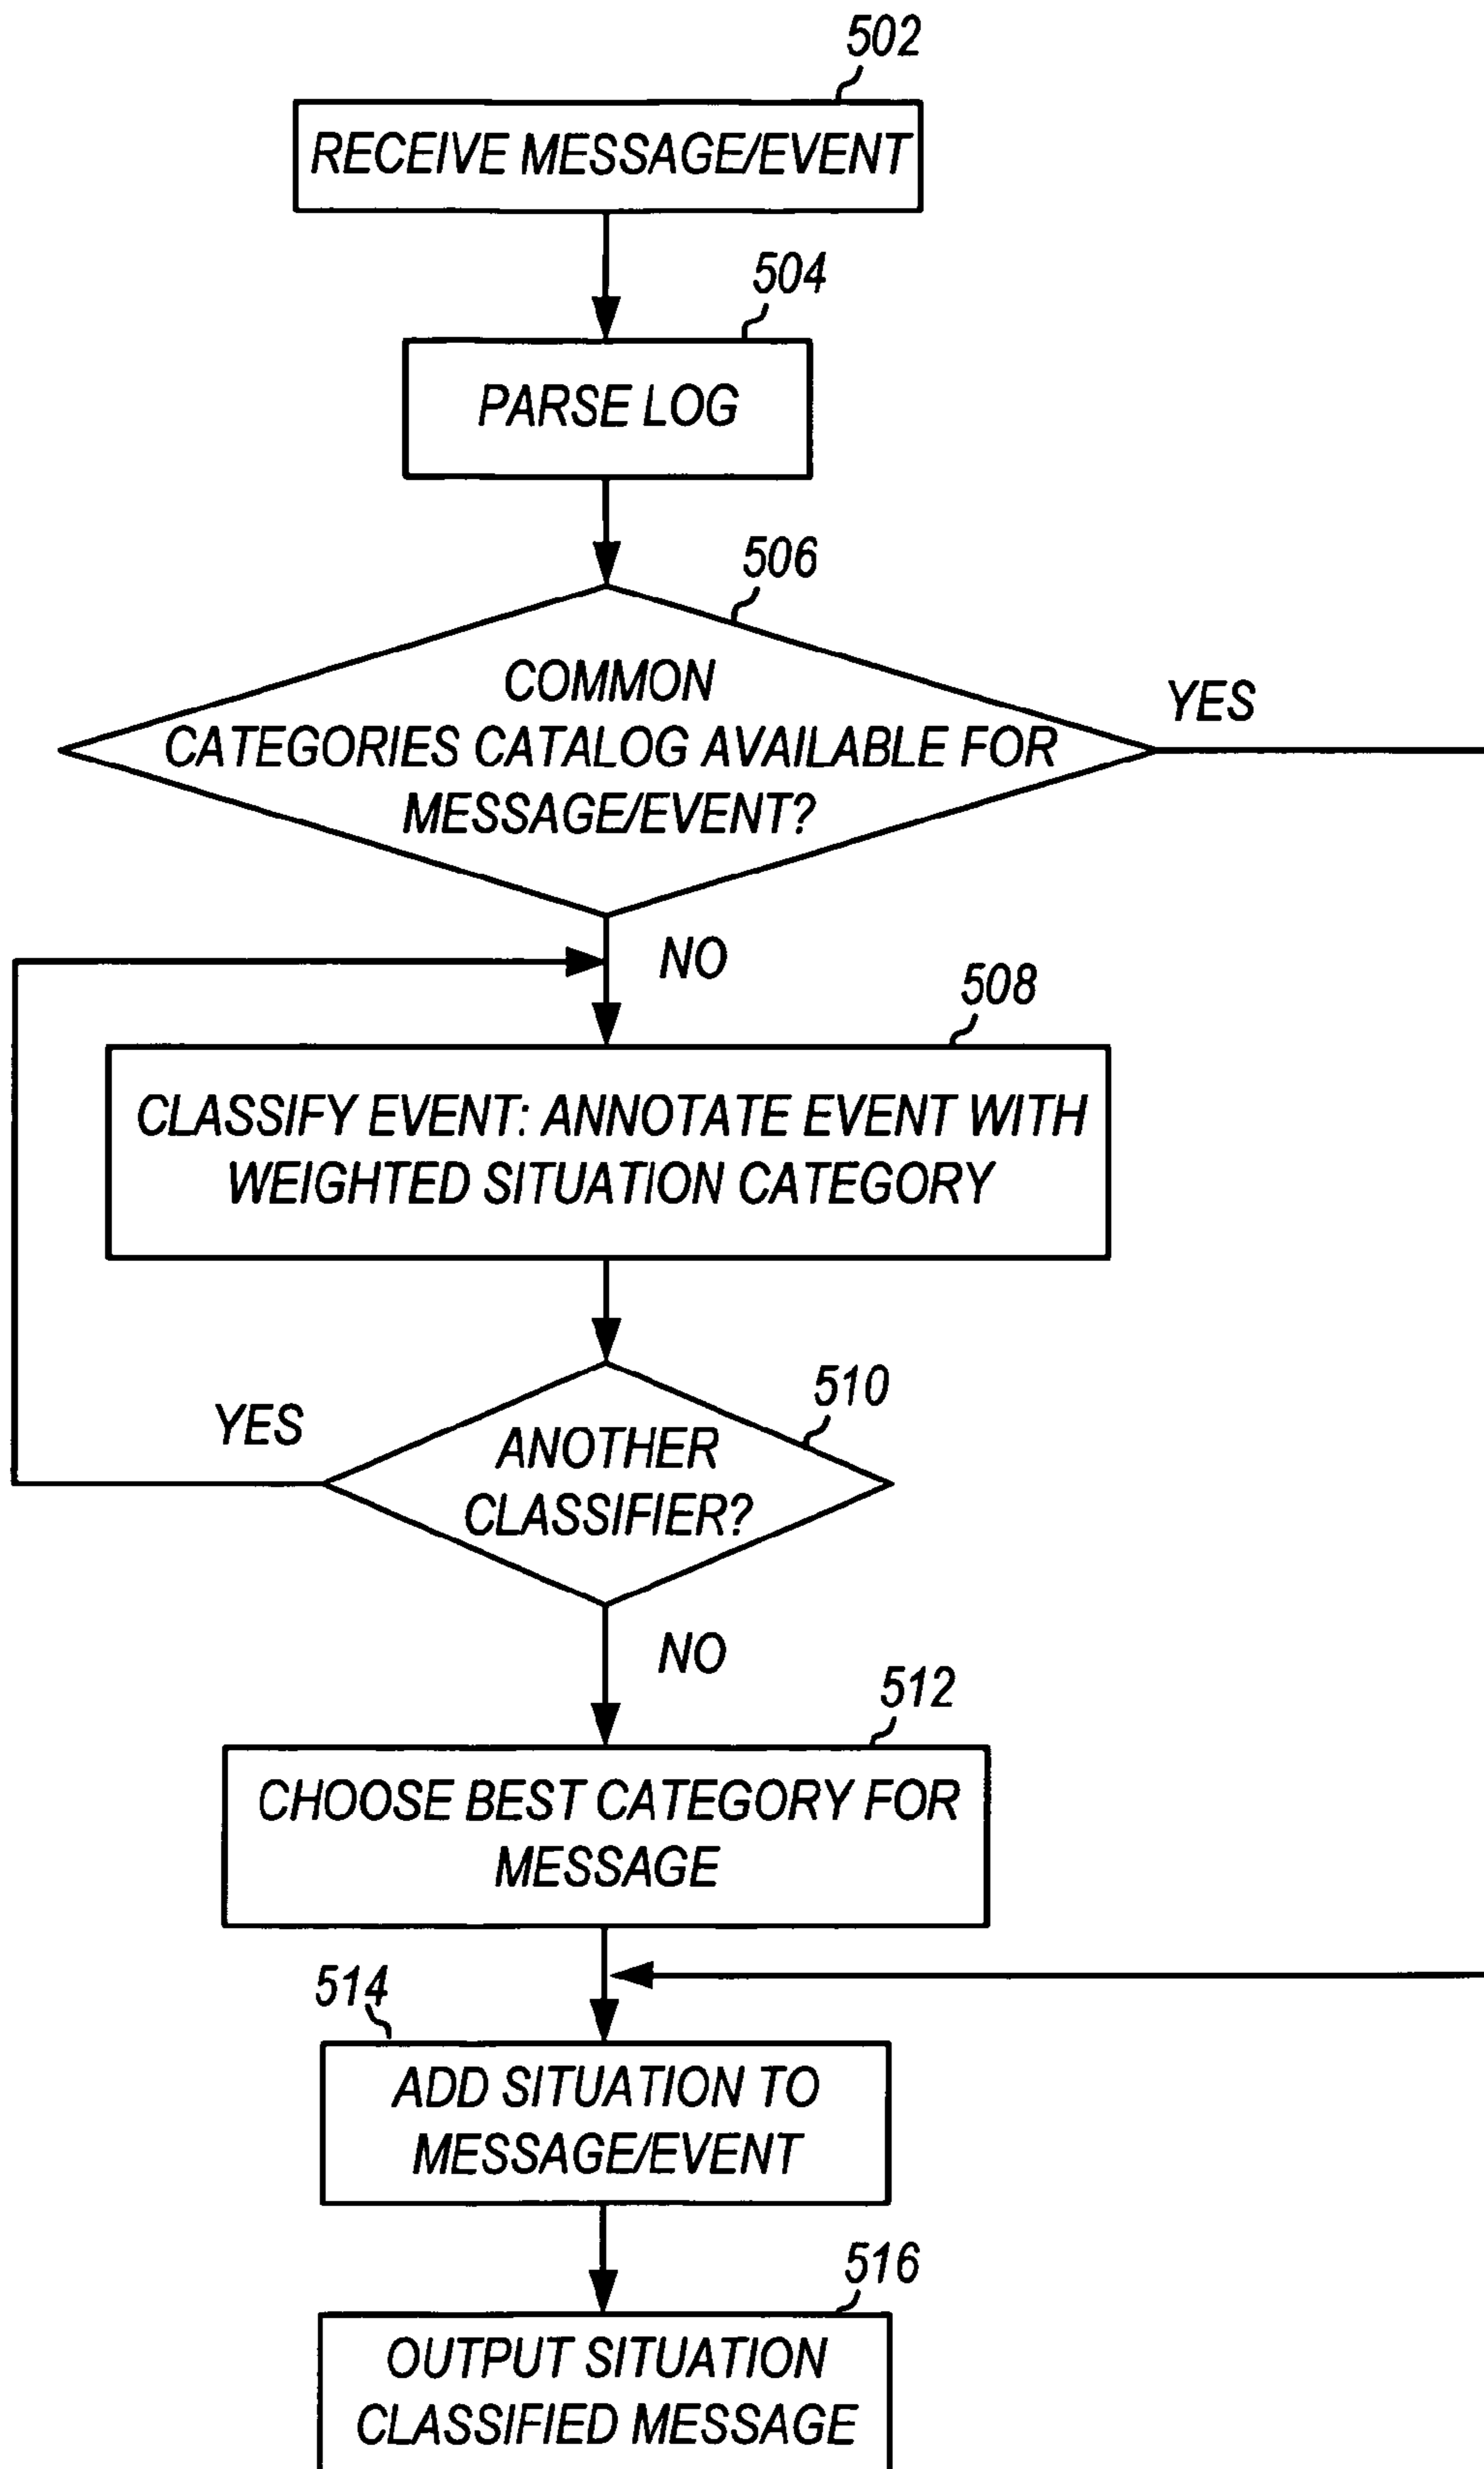 502
RECEIVE MESSAGE/EVENT
504
PARSE LOG
506
COMMON
CATEGORIES CATALOG AVAILABLE FOR
MESSAGE/EVENT?
YES
NO
508
CLASSIFY EVENT: ANNOTATE EVENT WITH
WEIGHTED SITUATION CATEGORY
510
YES
ANOTHER
CLASSIFIER?
NO
512
CHOOSE BEST CATEGORY FOR
MESSAGE
514
ADD SITUATION TO
MESSAGE/EVENT
516
OUTPUT SITUATION
CLASSIFIED MESSAGE